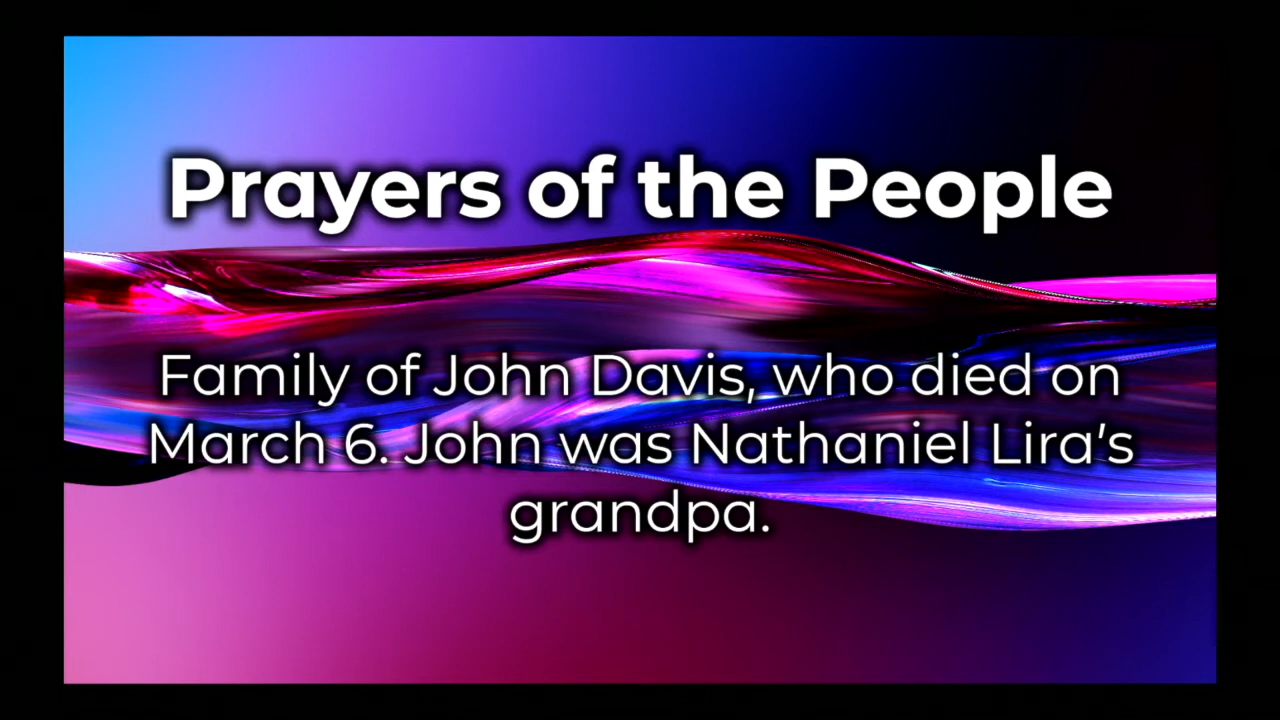 Prayers of the People
Family of John Davis, who died on
March 6. John was Nathaniel Lira's
grandpa.